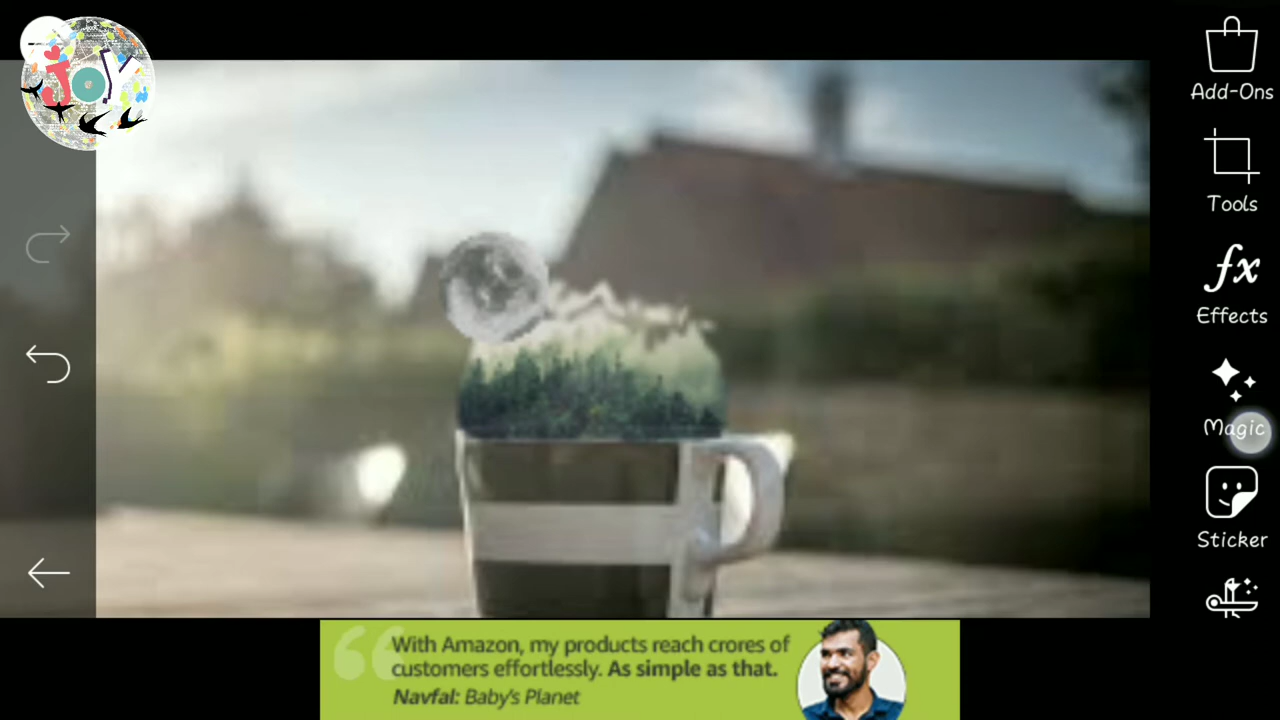 JOY
Add-Ons
Tools
fx
Effects
Magic
Sticker
With Amazon, my products reach crores of
customers effortlessly. As simple as that.
Navfal: Baby's Planet